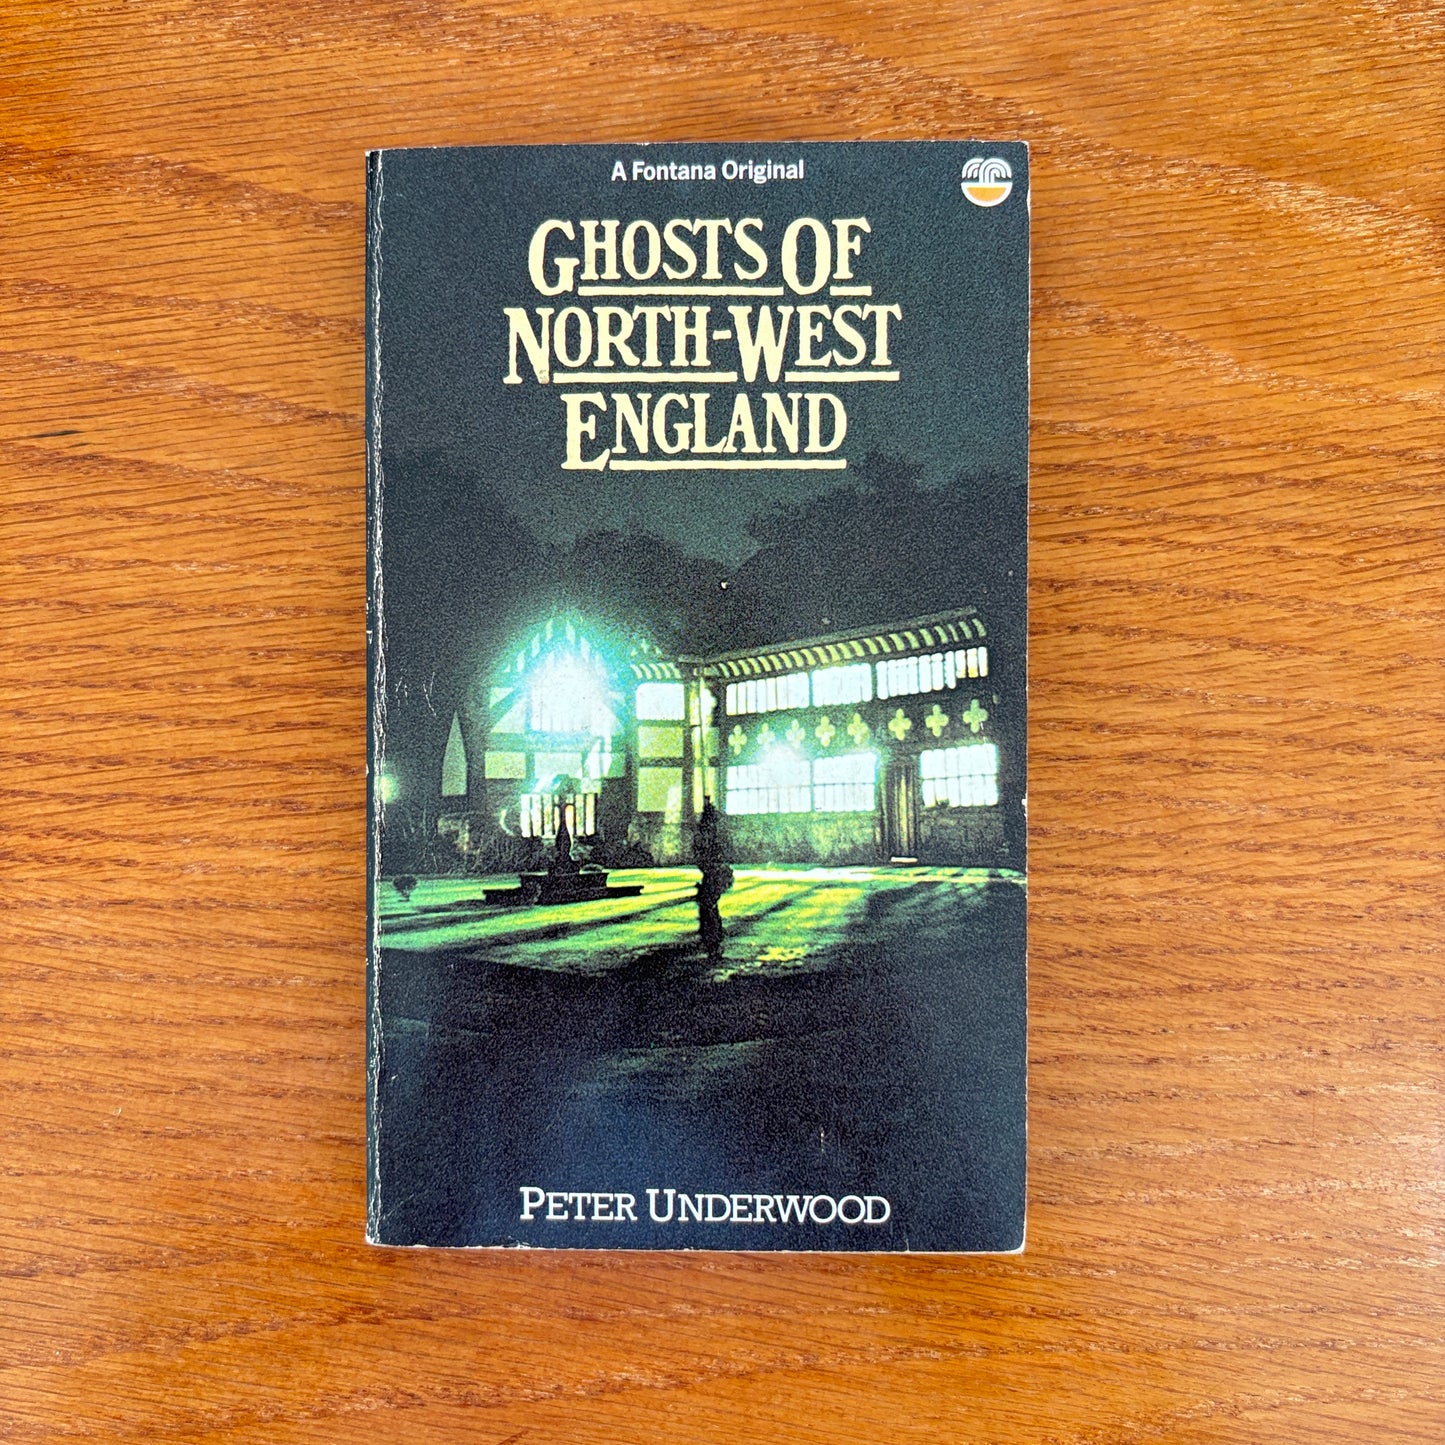 A Fontana Original
GHOSTS OF
NORTH-WEST
ENGLAND
PETER UNDERWOOD